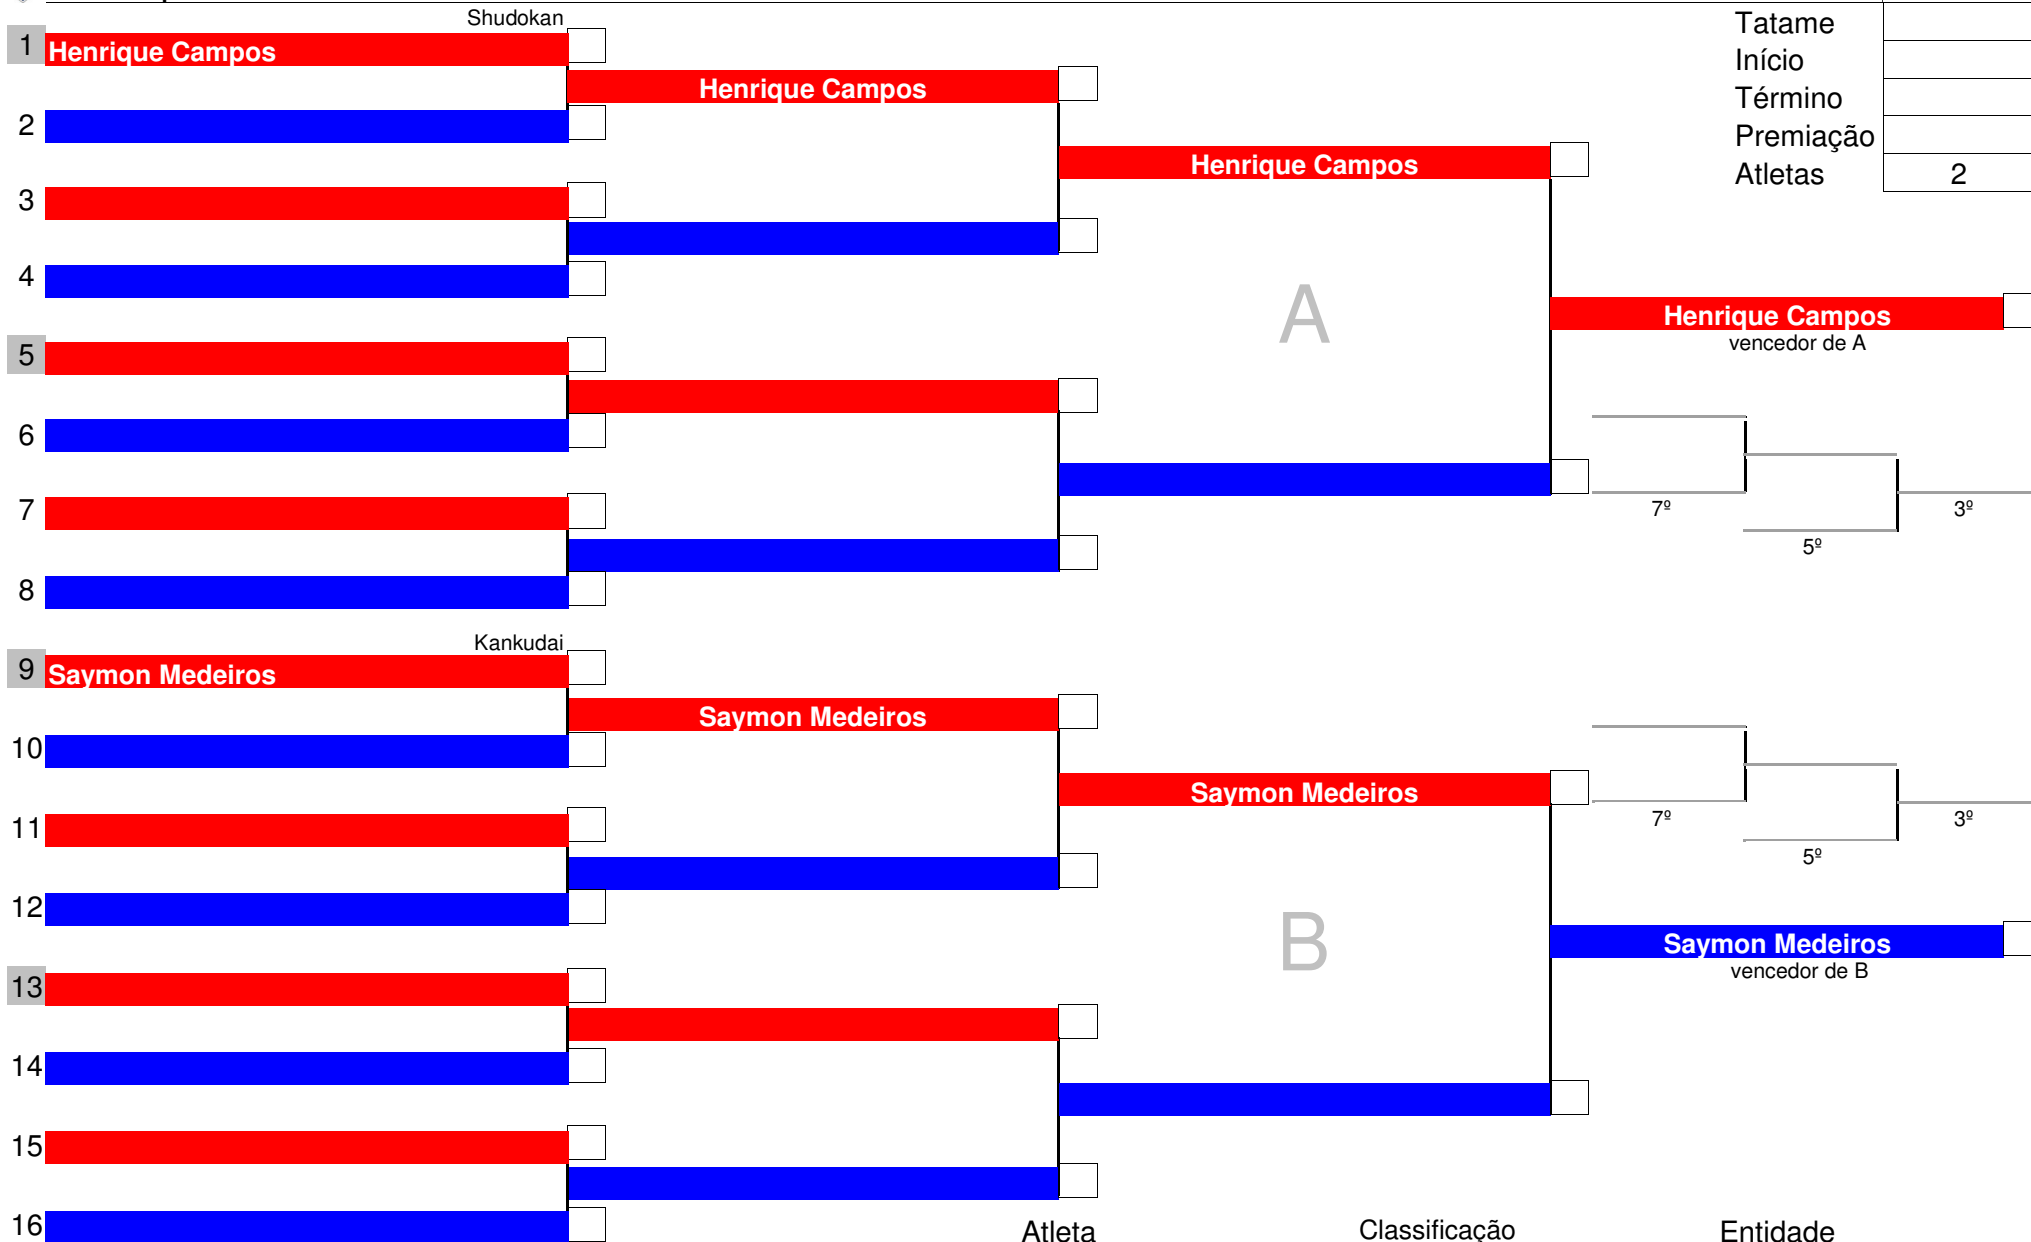 Shudokan
Tatame
1 Henrique Campos
Início
Henrique Campos
Término
2
Premiação
Henrique Campos
Atletas 2
3
4
A
Henrique Campos
vencedor de A
5
6
7
7º 3º
5º
8
Kankudai
9 Saymon Medeiros
Saymon Medeiros
10
Saymon Medeiros
7º 3º
11
5º
12
B
Saymon Medeiros
vencedor de B
13
14
15
16
Atleta Classificação Entidade